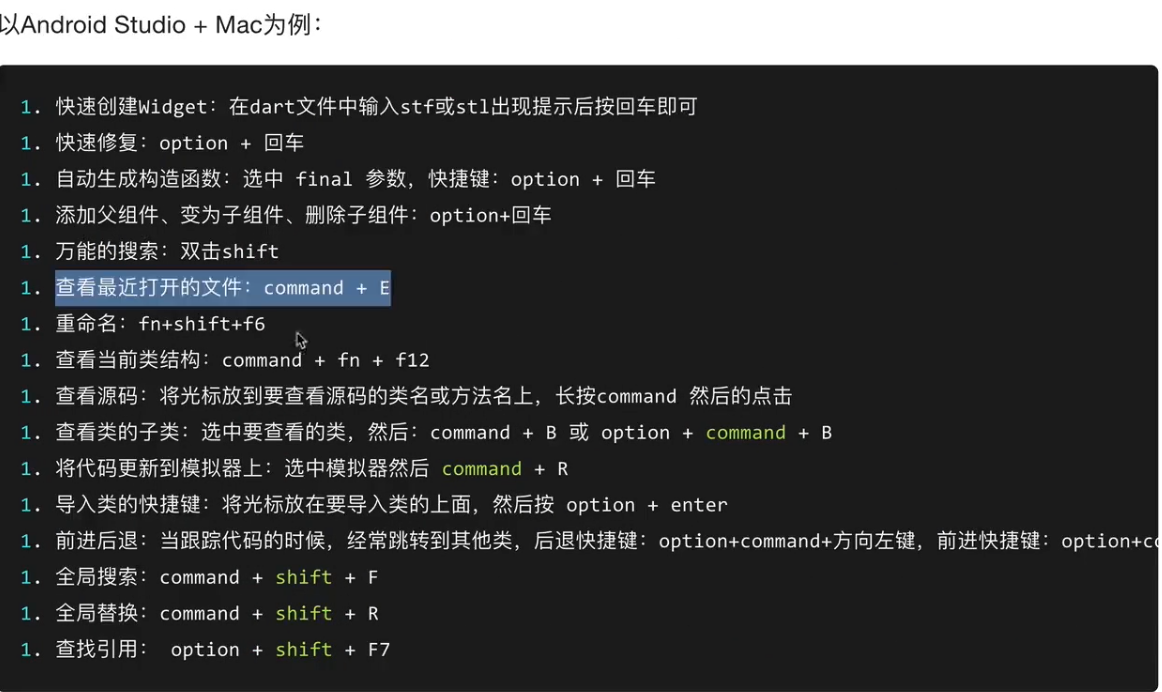 以Android Studio + Mac为例：
1. 快速创建Widget：在dart文件中输入stf或stl出现提示后按回车即可
1. 快速修复：option + 回车
1. 自动生成构造函数：选中 final 参数，快捷键：option + 回车
1. 添加父组件、变为子组件、删除子组件：option+回车
1. 万能的搜索：双击shift
1. 查看最近打开的文件：command + E
1. 重命名：fn+shift+f6
1. 查看当前类结构：command + fn + f12
1. 查看源码：将光标放到要查看源码的类名或方法名上，长按command 然后的点击
1. 查看类的子类：选中要查看的类，然后：command + B 或 option + command + B
1. 将代码更新到模拟器上：选中模拟器然后 command + R
1. 导入类的快捷键：将光标放在要导入类的上面，然后按 option + enter
1. 前进后退：当跟踪代码的时候，经常跳转到其他类，后退快捷键：option+command+方向左键，前进快捷键：option+co
1. 全局搜索：command + shift + F
1. 全局替换：command + shift + R
1. 查找引用： option + shift + F7